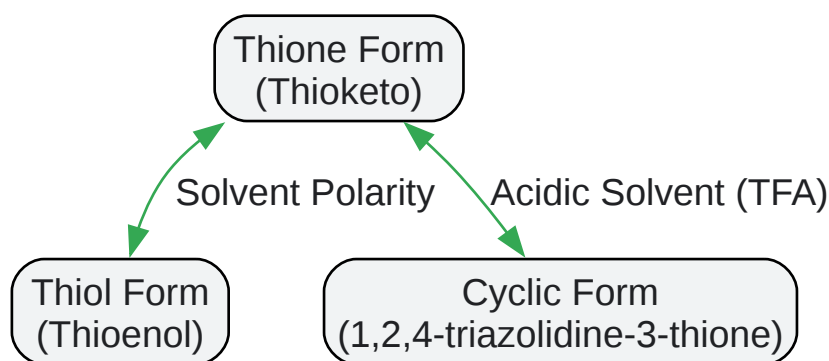 Thione Form
(Thioketo)
Solvent Polarity
Acidic Solvent (TFA)
Thiol Form
(Thioenol)
Cyclic Form
(1,2,4-triazolidine-3-thione)